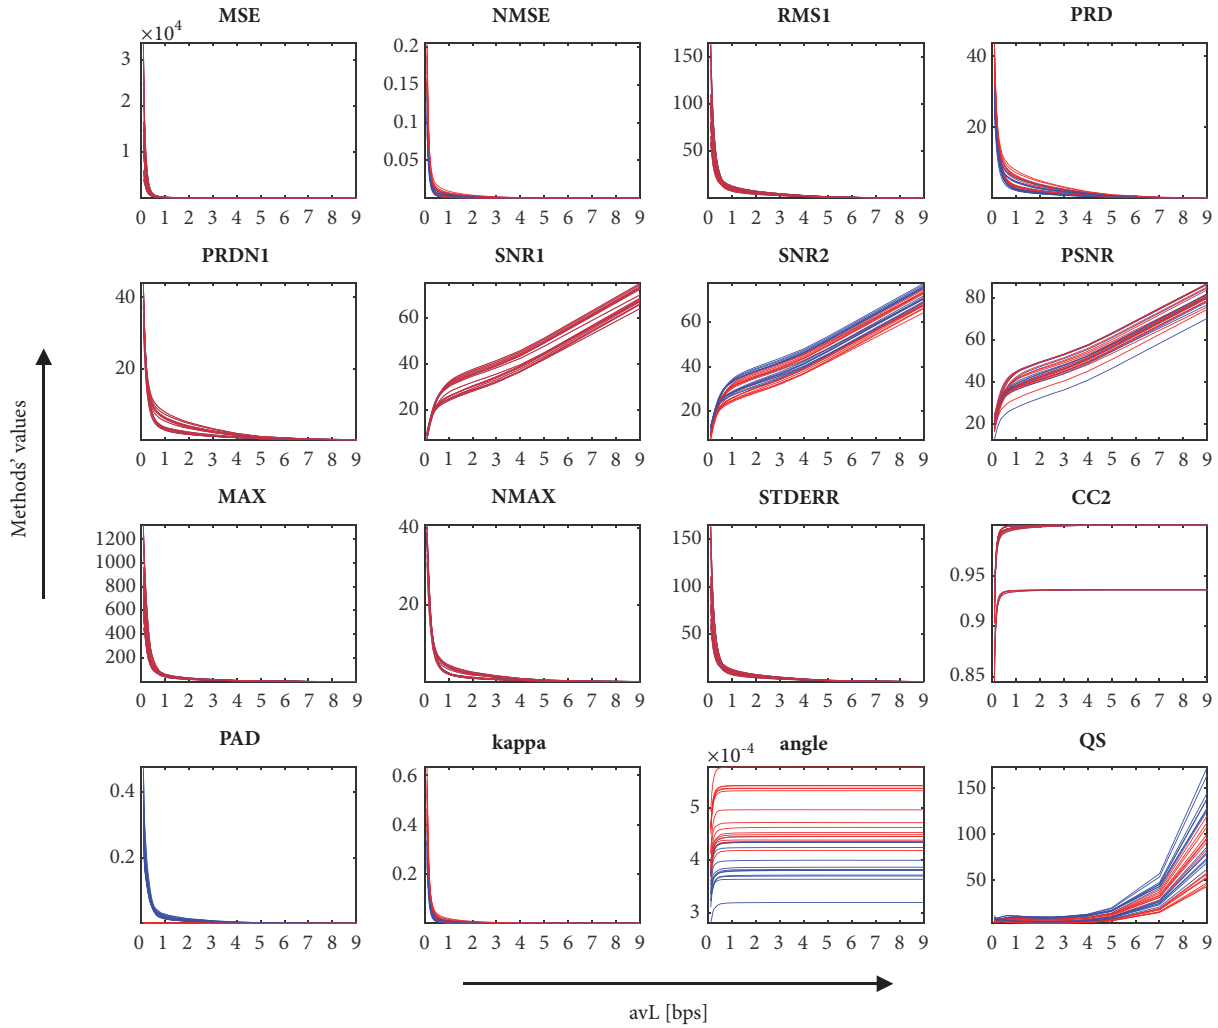 MSE NMSE RMS1 PRD
×10⁴
3
2
1
0 1 2 3 4 5 6 7 8 9
0.2
0.15
0.1
0.05
0 1 2 3 4 5 6 7 8 9
150
100
50
0 1 2 3 4 5 6 7 8 9
40
20
0 1 2 3 4 5 6 7 8 9
PRDN1 SNR1 SNR2 PSNR
40
20
0 1 2 3 4 5 6 7 8 9
60
40
20
0 1 2 3 4 5 6 7 8 9
60
40
20
0 1 2 3 4 5 6 7 8 9
80
60
40
20
0 1 2 3 4 5 6 7 8 9
MAX NMAX STDERR CC2
1200
1000
800
600
400
200
0 1 2 3 4 5 6 7 8 9
40
20
0 1 2 3 4 5 6 7 8 9
150
100
50
0 1 2 3 4 5 6 7 8 9
0.95
0.9
0.85
0 1 2 3 4 5 6 7 8 9
PAD kappa angle QS
0.4
0.2
0 1 2 3 4 5 6 7 8 9
0.6
0.4
0.2
0 1 2 3 4 5 6 7 8 9
×10⁻⁴
5
4
3
0 1 2 3 4 5 6 7 8 9
150
100
50
0 1 2 3 4 5 6 7 8 9
Methods' values
avL [bps]